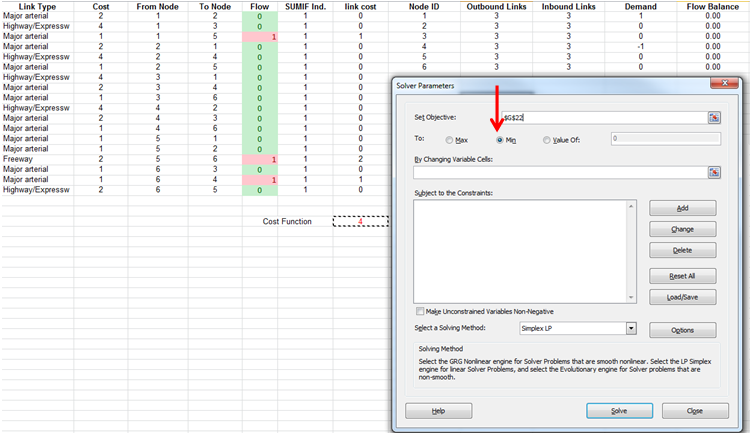 Link Type Cost From Node To Node Flow SUMIF Ind. link cost Node ID Outbound Links Inbound Links Demand Flow Balance
Major arterial 2 1 2 0 1 0 1 3 3 1 0.00
Highway/Expressw 4 1 3 0 1 0 2 3 3 0 0.00
Major arterial 1 1 5 1 1 1 3 3 3 0 0.00
Major arterial 2 2 1 0 1 0 4 3 3 -1 0.00
Highway/Expressw 4 2 4 0 1 0 5 3 3 0 0.00
Major arterial 1 2 5 0 1 0 6 3 3 0 0.00
Highway/Expressw 4 3 1 0 1 0
Major arterial 2 3 4 0 1 0
Major arterial 1 3 6 0 1 0
Highway/Expressw 4 4 2 0 1 0
Major arterial 2 4 3 0 1 0
Major arterial 1 4 6 0 1 0
Major arterial 1 5 1 0 1 0
Major arterial 2 5 2 0 1 0
Freeway 2 5 6 1 1 2
Major arterial 1 6 3 0 1 0
Major arterial 1 6 4 1 1 1
Highway/Expressw 2 6 5 0 1 0
Cost Function 4
Solver Parameters
Set Objective: $G$22
To: Max Min Value Of: 0
By Changing Variable Cells:
Subject to the Constraints:
Add
Change
Delete
Reset All
Load/Save
Make Unconstrained Variables Non-Negative
Select a Solving Method: Simplex LP
Options
Solving Method
Select the GRG Nonlinear engine for Solver Problems that are smooth nonlinear. Select the LP Simplex
engine for linear Solver Problems, and select the Evolutionary engine for Solver problems that are
non-smooth.
Help Solve Close